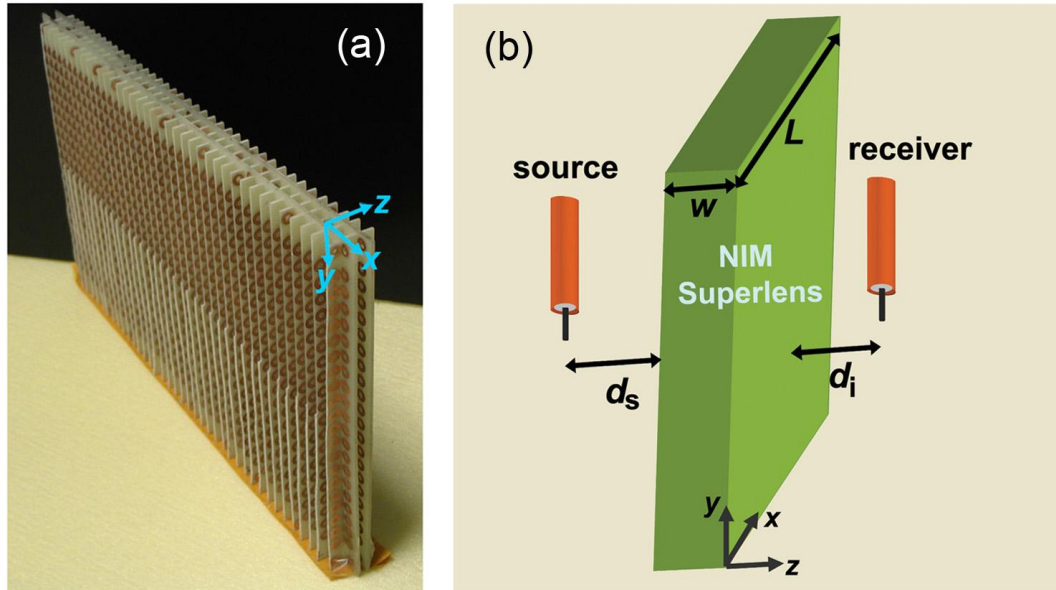 (a)
z
x
y
(b)
L
source
receiver
w
NIM
Superlens
ds
di
y
x
z